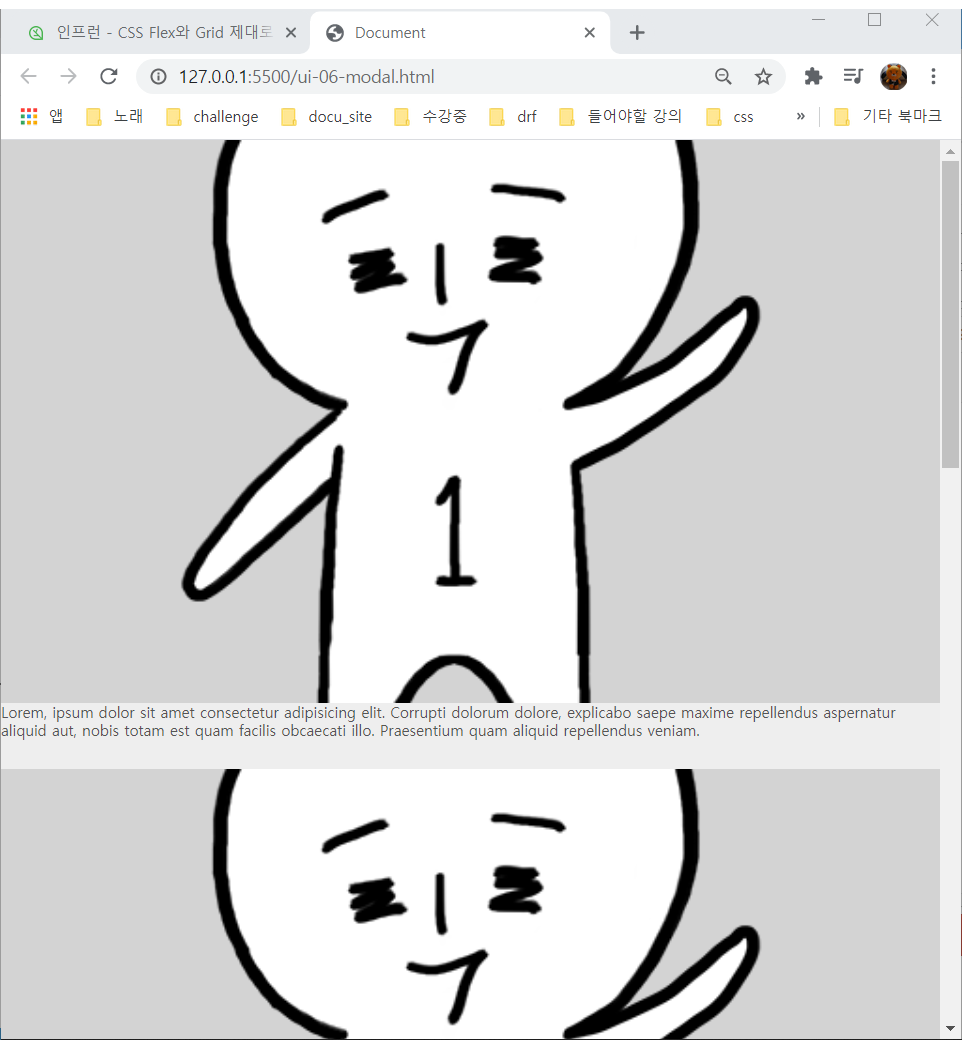 인프런 - CSS Flex와 Grid 제대로
Document
127.0.0.1:5500/ui-06-modal.html
앱
노래
challenge
docu_site
수강중
drf
들어야할 강의
css
»
기타 북마크
1
Lorem, ipsum dolor sit amet consectetur adipisicing elit. Corrupti dolorum dolore, explicabo saepe maxime repellendus aspernatur
aliquid aut, nobis totam est quam facilis obcaecati illo. Praesentium quam aliquid repellendus veniam.